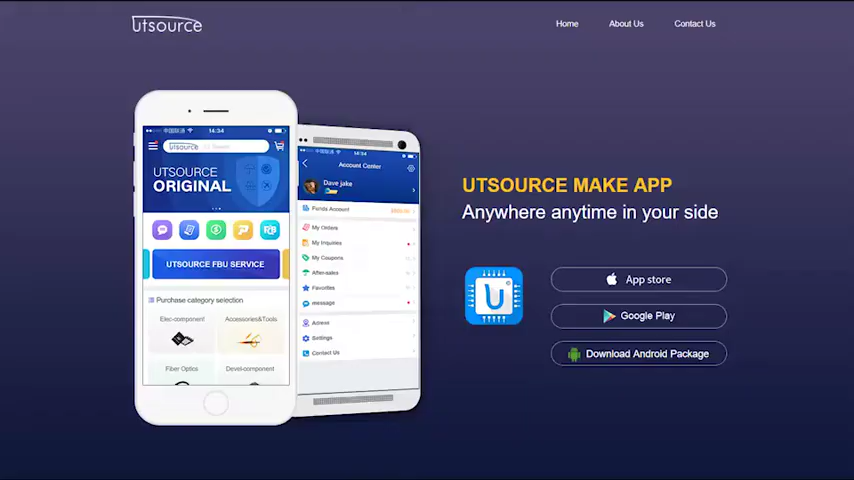 utsource
Home
About Us
Contact Us
14:34
utsource
Search
UTSOURCE
ORIGINAL
UTSOURCE FBU SERVICE
Purchase category selection
Elec-component
Accessories&Tools
Fiber Optics
Devel-component
14:34
Account Center
Dave jake
Funds Account
My Orders
My Inquiries
My Coupons
After-sales
Favorites
message
Settings
Contact Us
UTSOURCE MAKE APP
Anywhere anytime in your side
U
App store
Google Play
Download Android Package